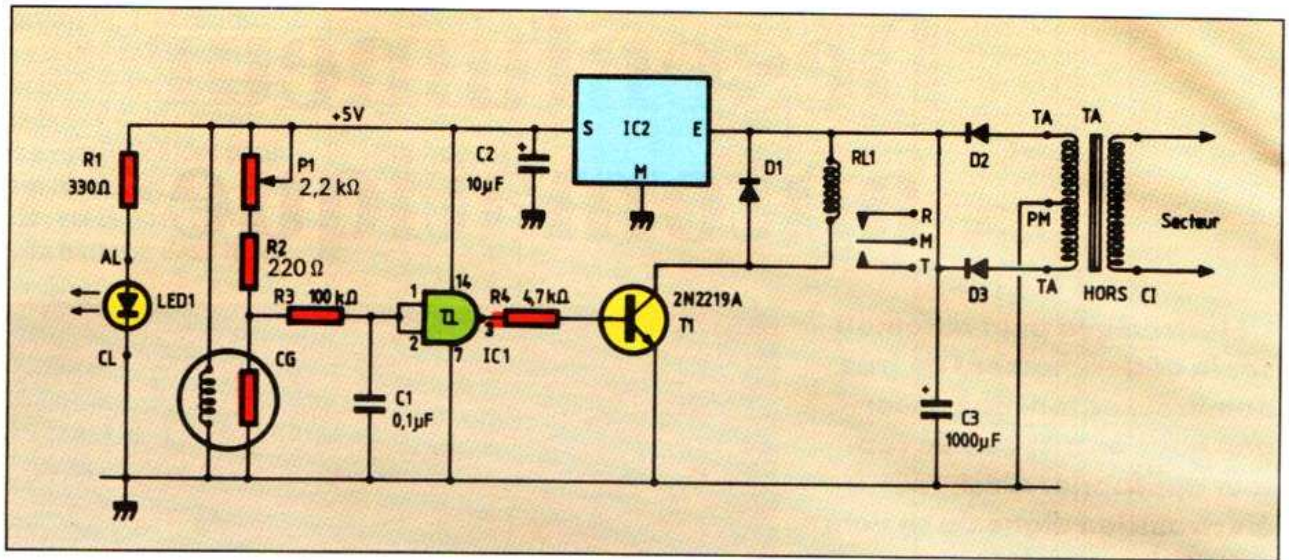 +5V
R1
330Ω
P1
2,2 kΩ
R2
220 Ω
AL
LED1
CL
R3 100 kΩ
CG
C1
0,1µF
1
2
14
7
3
IC1
R4 4,7kΩ
2N2219A
T1
C2
+
10µF
S IC2 E
M
D1
RL1
R
M
T
D2
D3
TA TA
PM
TA
HORS CI
Secteur
+
C3
1000µF